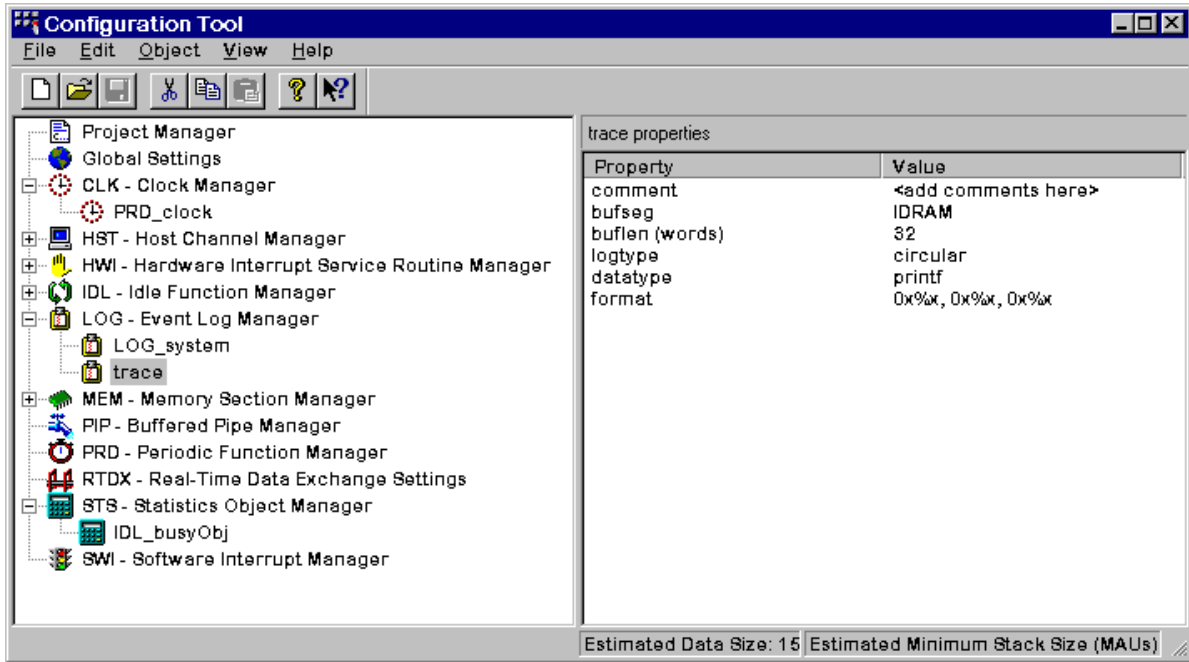 Configuration Tool
File Edit Object View Help
Project Manager
Global Settings
CLK - Clock Manager
PRD_clock
HST - Host Channel Manager
HWI - Hardware Interrupt Service Routine Manager
IDL - Idle Function Manager
LOG - Event Log Manager
LOG_system
trace
MEM - Memory Section Manager
PIP - Buffered Pipe Manager
PRD - Periodic Function Manager
RTDX - Real-Time Data Exchange Settings
STS - Statistics Object Manager
IDL_busyObj
SWI - Software Interrupt Manager
trace properties
Property Value
comment <add comments here>
bufseg IDRAM
buflen (words) 32
logtype circular
datatype printf
format 0x%x, 0x%x, 0x%x
Estimated Data Size: 15 Estimated Minimum Stack Size (MAUs)